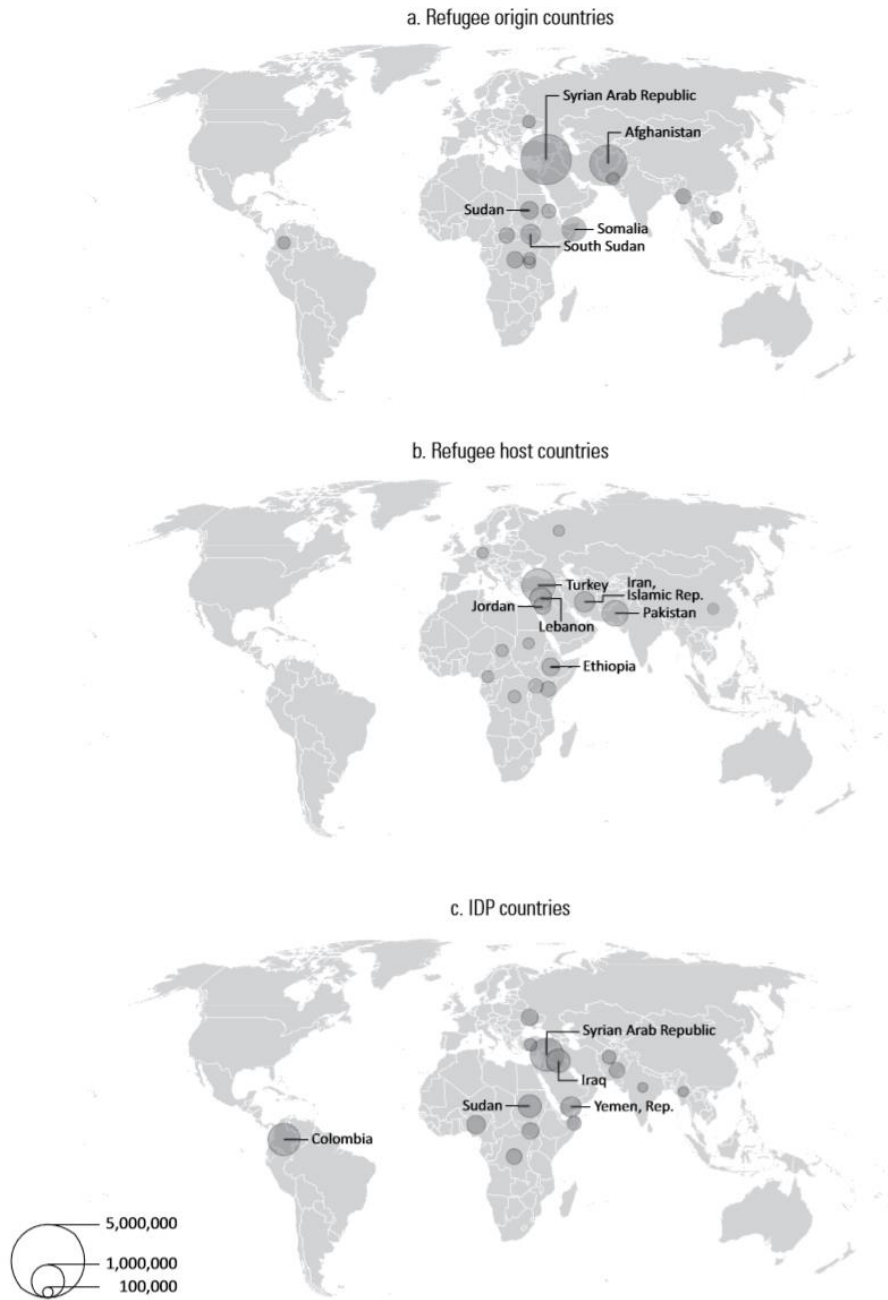 a. Refugee origin countries
Syrian Arab Republic
Afghanistan
Sudan
Somalia
South Sudan
b. Refugee host countries
Turkey
Iran,
Islamic Rep.
Jordan
Pakistan
Lebanon
Ethiopia
c. IDP countries
Syrian Arab Republic
Iraq
Sudan
Yemen, Rep.
Colombia
5,000,000
1,000,000
100,000